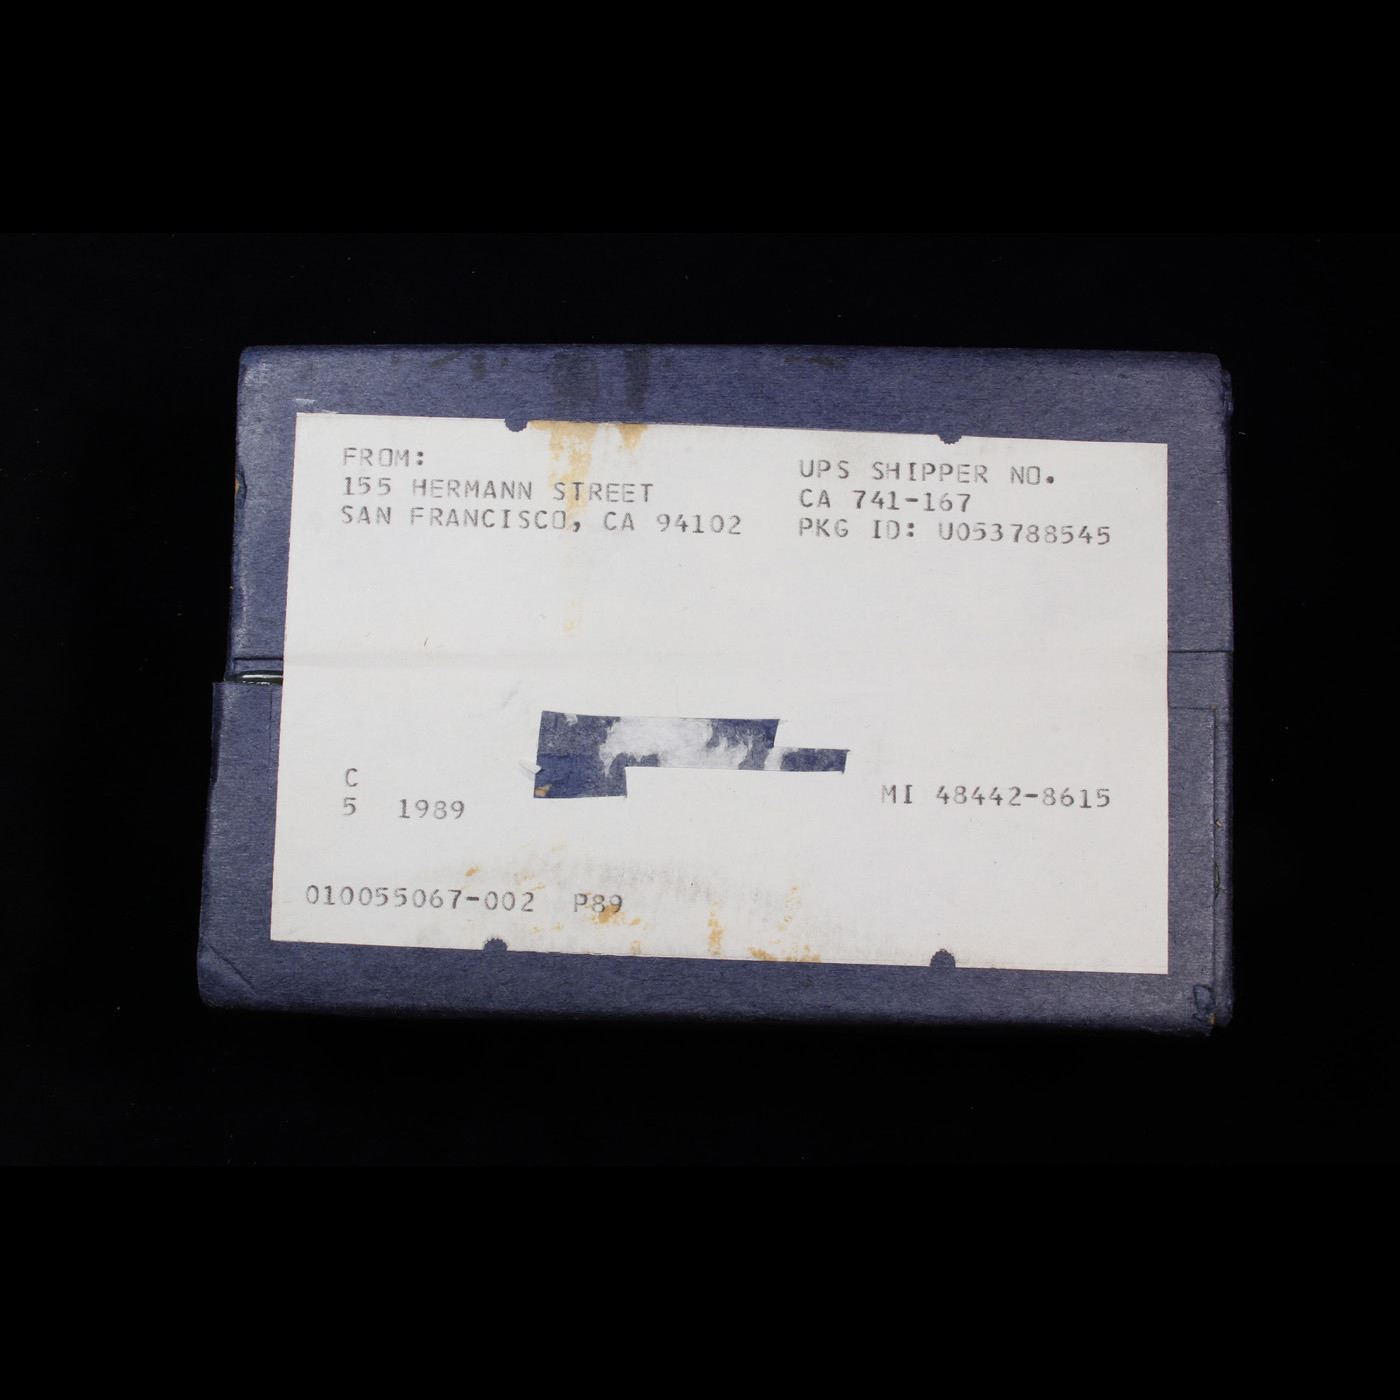 FROM:
155 HERMANN STREET
SAN FRANCISCO, CA 94102
UPS SHIPPER NO.
CA 741-167
PKG ID: U053788545
C
5 1989
MI 48442-8615
010055067-002 P89